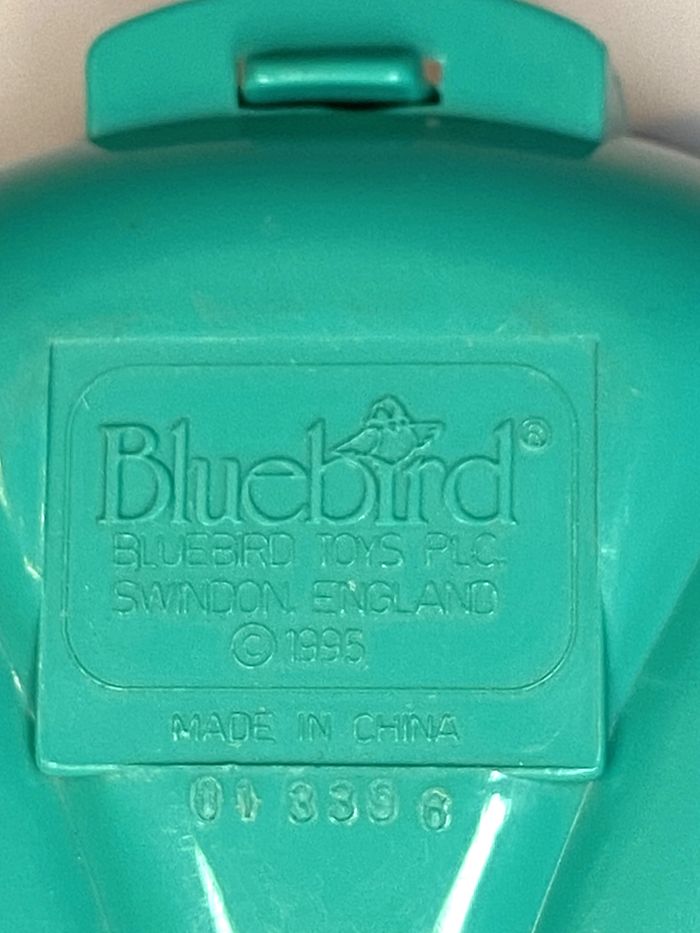 Bluebird®
BLUEBIRD TOYS PLC.
SWINDON. ENGLAND
© 1995
MADE IN CHINA